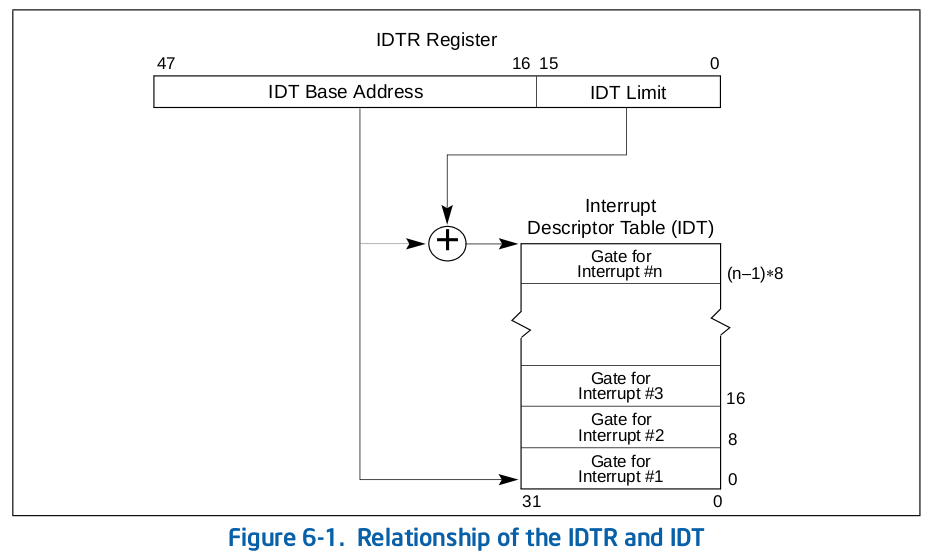 IDTR Register
47 16 15 0
IDT Base Address IDT Limit
+
Interrupt
Descriptor Table (IDT)
Gate for
Interrupt #n
(n–1)∗8
Gate for
Interrupt #3
16
Gate for
Interrupt #2
8
Gate for
Interrupt #1
0
31 0
Figure 6-1. Relationship of the IDTR and IDT